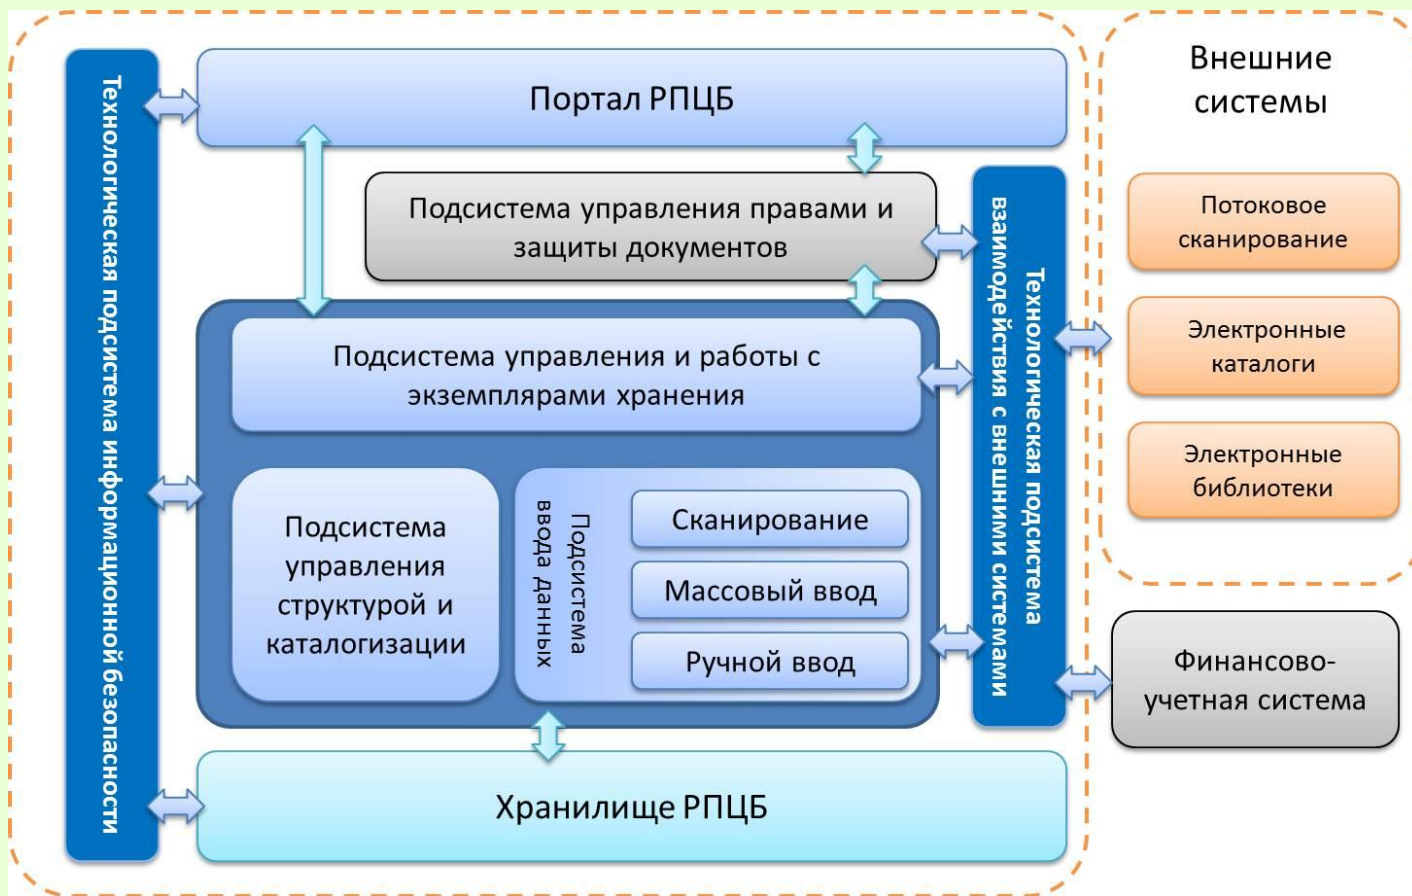 Технологическая подсистема информационной безопасности
Портал РПЦБ
Подсистема управления правами и
защиты документов
Подсистема управления и работы с
экземплярами хранения
Подсистема
управления
структурой и
каталогизации
Подсистема
ввода данных
Сканирование
Массовый ввод
Ручной ввод
Хранилище РПЦБ
Технологическая подсистема
взаимодействия с внешними системами
Внешние
системы
Потоковое
сканирование
Электронные
каталоги
Электронные
библиотеки
Финансово-
учетная система